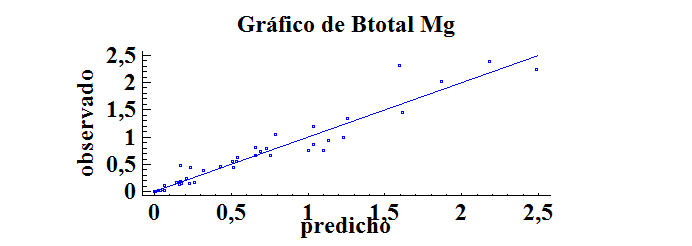 Gráfico de Btotal Mg
observado
2,5
2
1,5
1
0,5
0
0 0,5 1 1,5 2 2,5
predicho